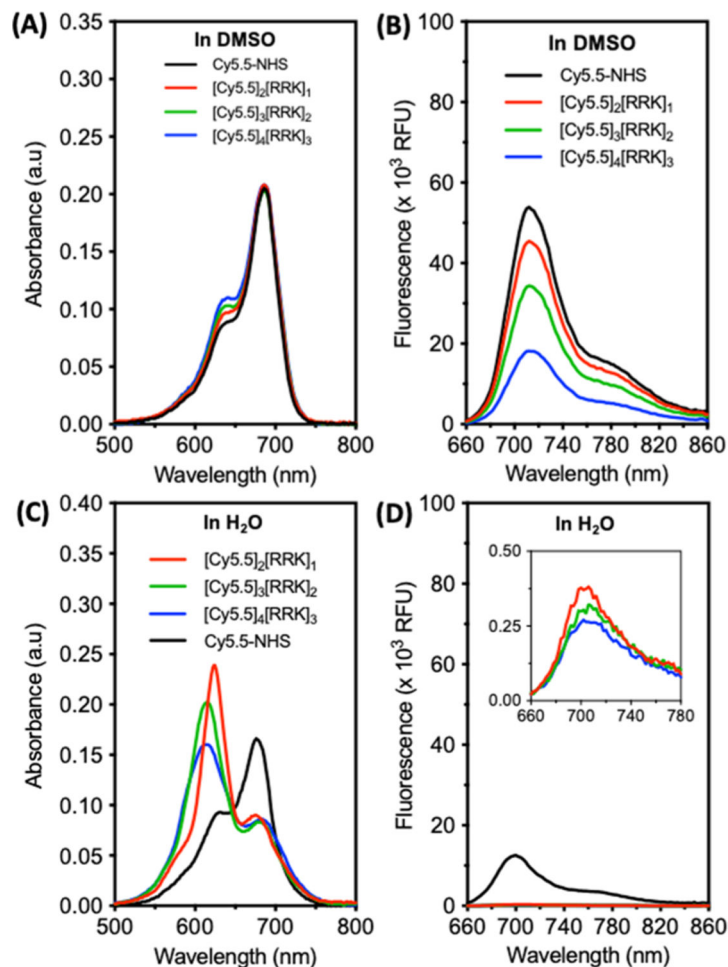 (A)
In DMSO
Cy5.5-NHS
[Cy5.5]₂[RRK]₁
[Cy5.5]₃[RRK]₂
[Cy5.5]₄[RRK]₃
Absorbance (a.u)
0.35
0.30
0.25
0.20
0.15
0.10
0.05
0.00
500 600 700 800
Wavelength (nm)
(B)
In DMSO
Cy5.5-NHS
[Cy5.5]₂[RRK]₁
[Cy5.5]₃[RRK]₂
[Cy5.5]₄[RRK]₃
Fluorescence (x 10³ RFU)
100
80
60
40
20
0
660 700 740 780 820 860
Wavelength (nm)
(C)
In H₂O
[Cy5.5]₂[RRK]₁
[Cy5.5]₃[RRK]₂
[Cy5.5]₄[RRK]₃
Cy5.5-NHS
Absorbance (a.u)
0.40
0.35
0.30
0.25
0.20
0.15
0.10
0.05
0.00
500 600 700 800
Wavelength (nm)
(D)
In H₂O
Fluorescence (x 10³ RFU)
100
90
80
70
60
50
40
30
20
10
0
0.50
0.25
0.00
660 700 740 780
660 700 740 780 820 860
Wavelength (nm)